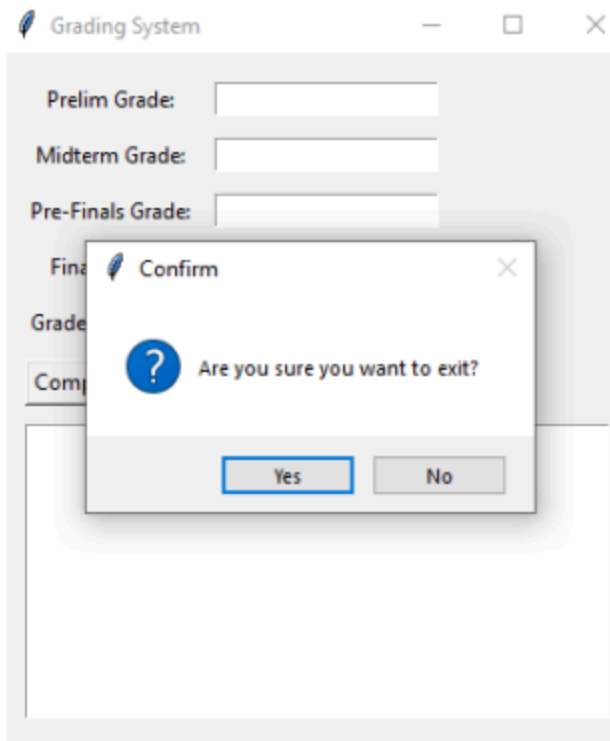 Grading System
Prelim Grade:
Midterm Grade:
Pre-Finals Grade:
Confirm
Are you sure you want to exit?
Yes No